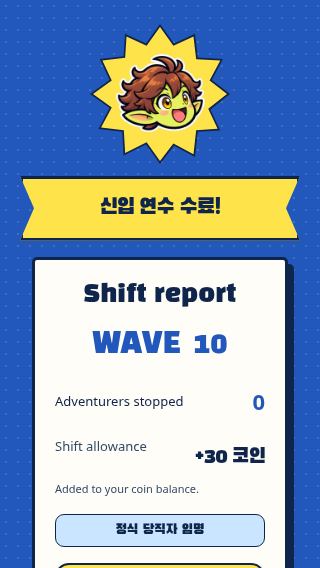 신입 연수 수료!
Shift report
WAVE 10
Adventurers stopped 0
Shift allowance +30 코인
Added to your coin balance.
정식 당직자 임명